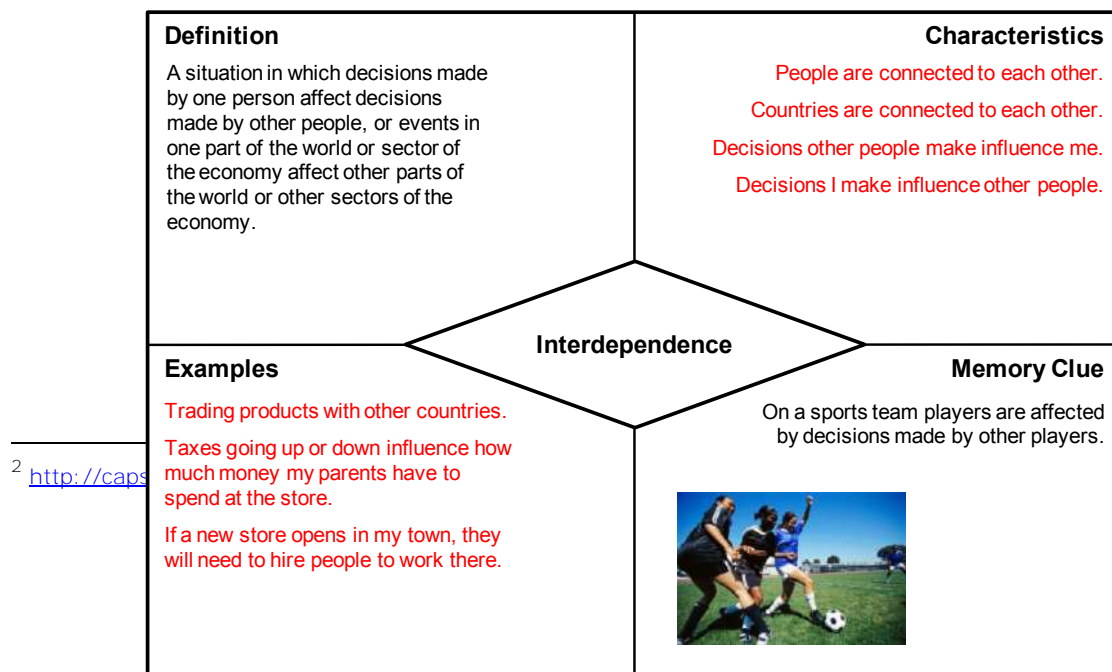 Definition
A situation in which decisions made
by one person affect decisions
made by other people, or events in
one part of the world or sector of
the economy affect other parts of
the world or other sectors of the
economy.
Characteristics
People are connected to each other.
Countries are connected to each other.
Decisions other people make influence me.
Decisions I make influence other people.
Interdependence
Examples
Trading products with other countries.
Taxes going up or down influence how
much money my parents have to
spend at the store.
If a new store opens in my town, they
will need to hire people to work there.
Memory Clue
On a sports team players are affected
by decisions made by other players.
2 http://caps